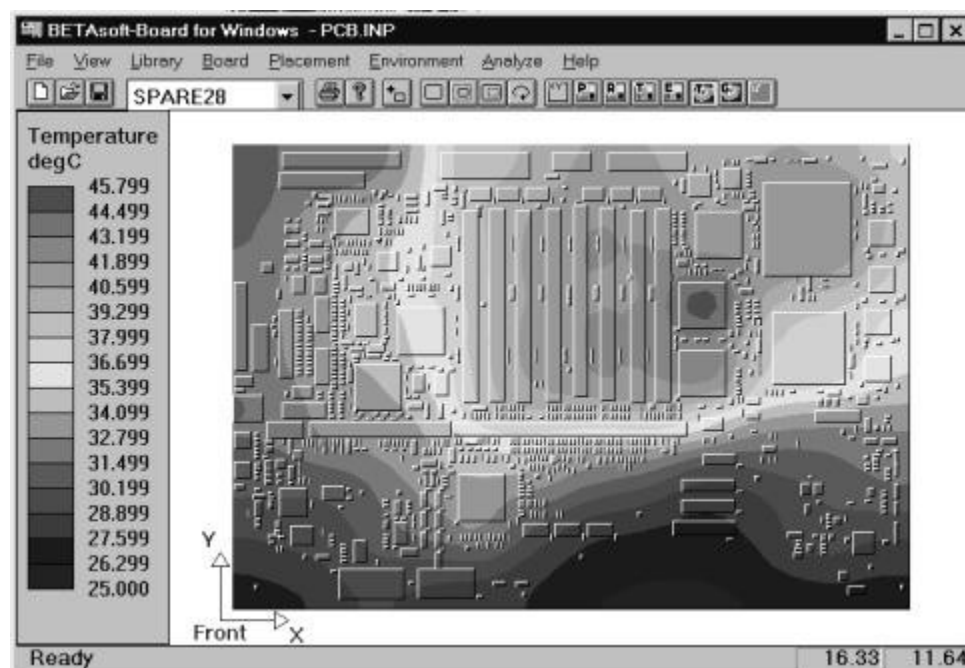 BETAsoft-Board for Windows - PCB.INP
File View Library Board Placement Environment Analyze Help
SPARE28
Temperature
degC
45.799
44.499
43.199
41.899
40.599
39.299
37.999
36.699
35.399
34.099
32.799
31.499
30.199
28.899
27.599
26.299
25.000
Y
Front X
Ready 16.33 11.64